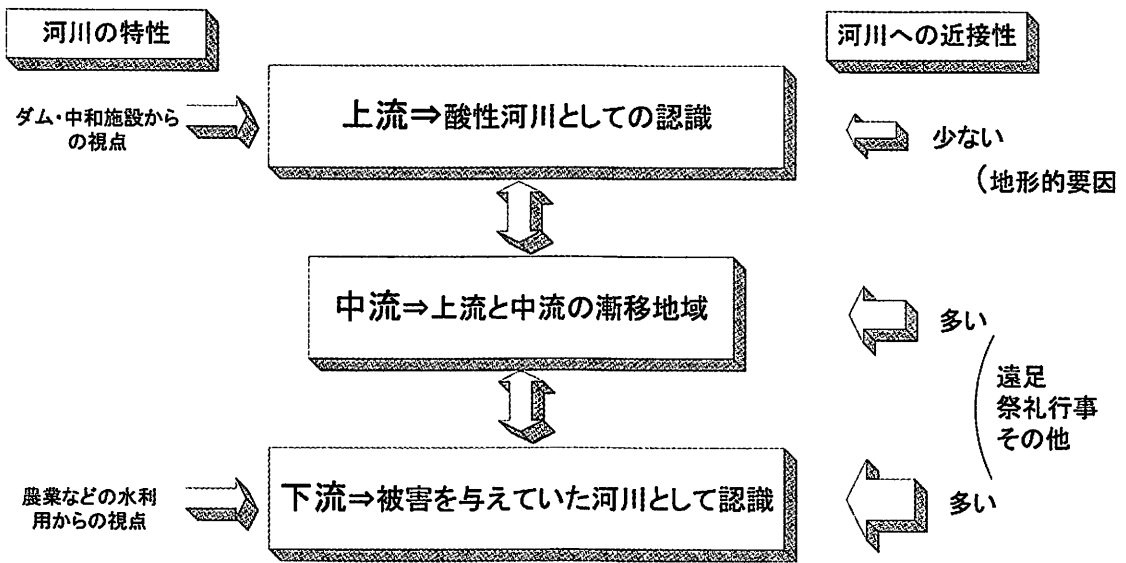 河川の特性
河川への近接性
ダム・中和施設から
の視点
上流⇒酸性河川としての認識
少ない
(地形的要因
中流⇒上流と中流の漸移地域
多い
遠足
祭礼行事
その他
農業などの水利
用からの視点
下流⇒被害を与えていた河川として認識
多い